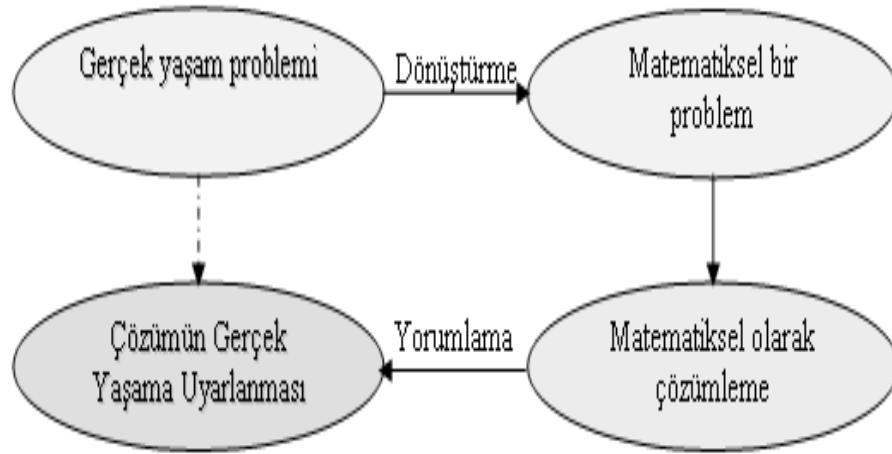 Gerçek yaşam problemi
Dönüştürme
Matematiksel bir
problem
Çözümün Gerçek
Yaşama Uyarlanması
Yorumlama
Matematiksel olarak
çözümleme